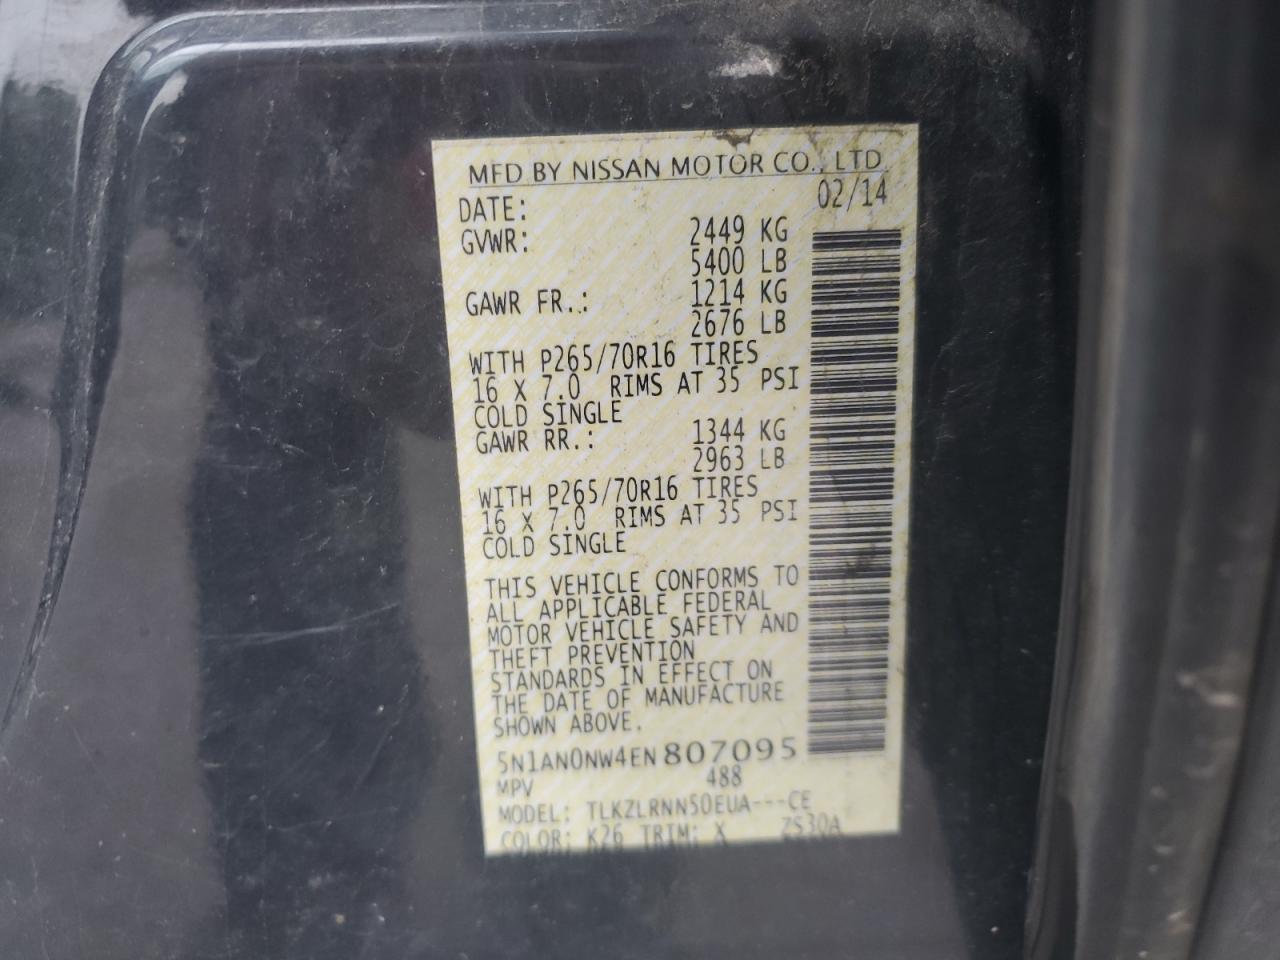 MFD BY NISSAN MOTOR CO., LTD
DATE: 02/14
GVWR: 2449 KG
5400 LB
GAWR FR..: 1214 KG
2676 LB
WITH P265/70R16 TIRES
16 X 7.0 RIMS AT 35 PSI
COLD SINGLE
GAWR RR.: 1344 KG
2963 LB
WITH P265/70R16 TIRES
16 X 7.0 RIMS AT 35 PSI
COLD SINGLE
THIS VEHICLE CONFORMS TO
ALL APPLICABLE FEDERAL
MOTOR VEHICLE SAFETY AND
THEFT PREVENTION
STANDARDS IN EFFECT ON
THE DATE OF MANUFACTURE
SHOWN ABOVE.
5N1AN0NW4EN807095
MPV 488
MODEL: TLKZLRNN50EUA---CE
COLOR: K26 TRIM: X ZS30A